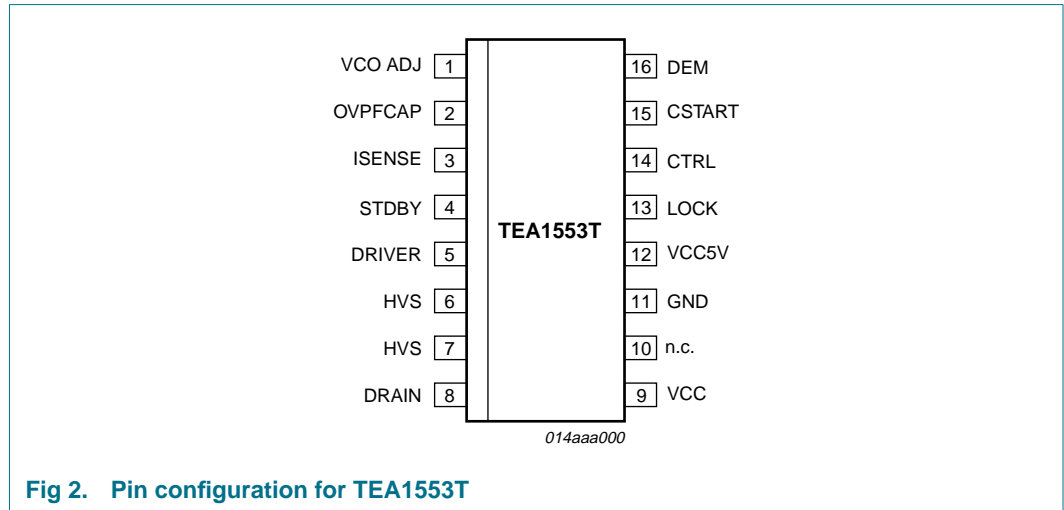 VCO ADJ 1
OVPFCAP 2
ISENSE 3
STDBY 4
DRIVER 5
HVS 6
HVS 7
DRAIN 8
TEA1553T
16 DEM
15 CSTART
14 CTRL
13 LOCK
12 VCC5V
11 GND
10 n.c.
9 VCC
014aaa000
Fig 2. Pin configuration for TEA1553T